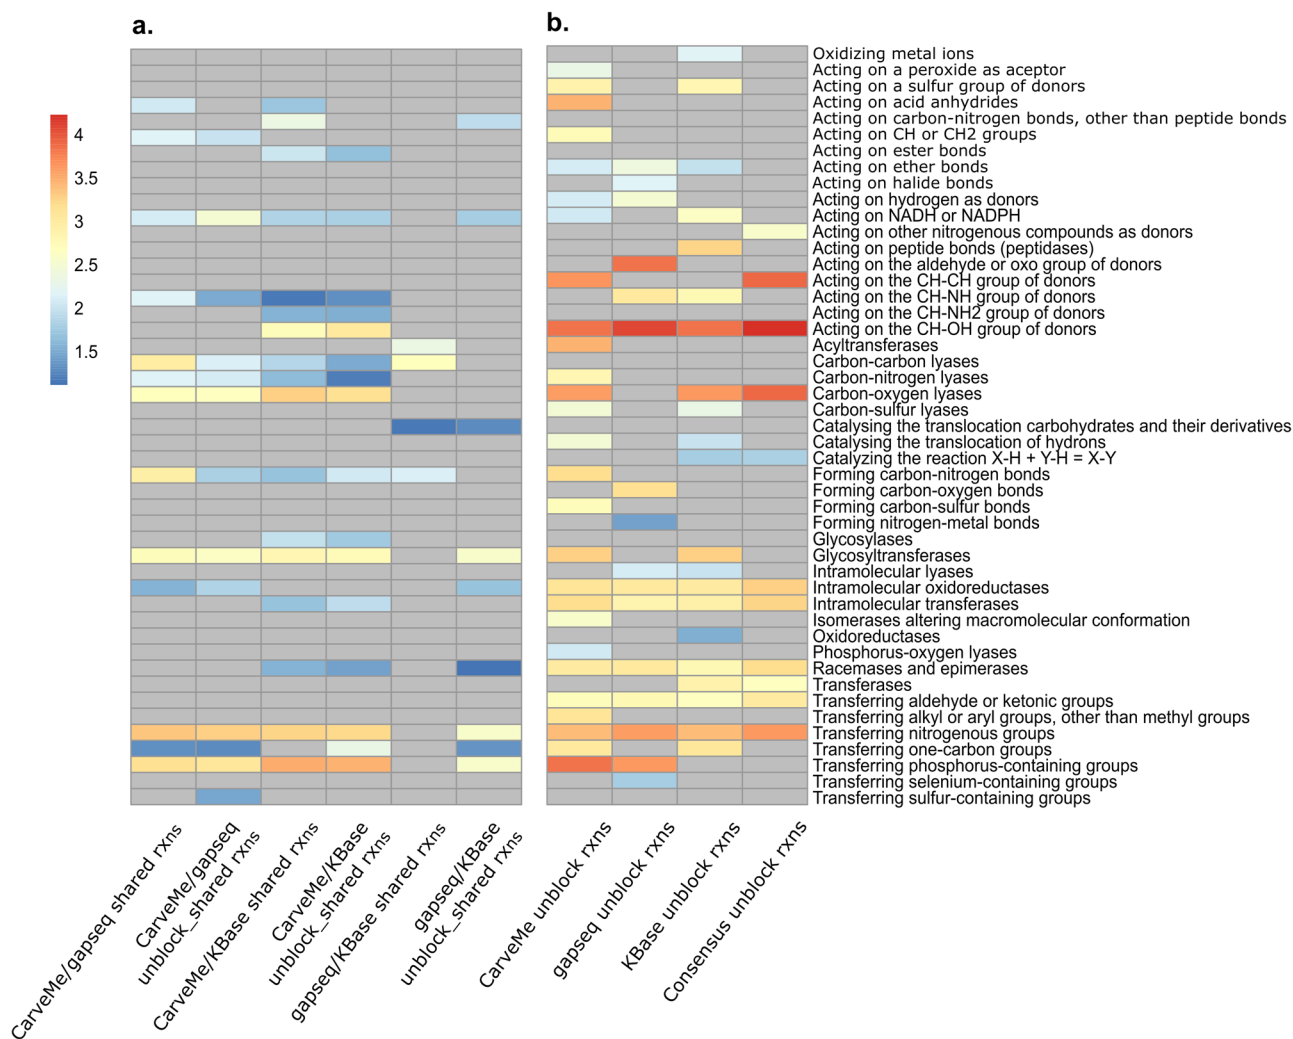 a.
b.
4
3.5
3
2.5
2
1.5
Oxidizing metal ions
Acting on a peroxide as aceptor
Acting on a sulfur group of donors
Acting on acid anhydrides
Acting on carbon-nitrogen bonds, other than peptide bonds
Acting on CH or CH2 groups
Acting on ester bonds
Acting on ether bonds
Acting on halide bonds
Acting on hydrogen as donors
Acting on NADH or NADPH
Acting on other nitrogenous compounds as donors
Acting on peptide bonds (peptidases)
Acting on the aldehyde or oxo group of donors
Acting on the CH-CH group of donors
Acting on the CH-NH group of donors
Acting on the CH-NH2 group of donors
Acting on the CH-OH group of donors
Acyltransferases
Carbon-carbon lyases
Carbon-nitrogen lyases
Carbon-oxygen lyases
Carbon-sulfur lyases
Catalysing the translocation carbohydrates and their derivatives
Catalysing the translocation of hydrons
Catalyzing the reaction X-H + Y-H = X-Y
Forming carbon-nitrogen bonds
Forming carbon-oxygen bonds
Forming carbon-sulfur bonds
Forming nitrogen-metal bonds
Glycosylases
Glycosyltransferases
Intramolecular lyases
Intramolecular oxidoreductases
Intramolecular transferases
Isomerases altering macromolecular conformation
Oxidoreductases
Phosphorus-oxygen lyases
Racemases and epimerases
Transferases
Transferring aldehyde or ketonic groups
Transferring alkyl or aryl groups, other than methyl groups
Transferring nitrogenous groups
Transferring one-carbon groups
Transferring phosphorus-containing groups
Transferring selenium-containing groups
Transferring sulfur-containing groups
CarveMe/gapseq shared rxns
CarveMe/gapseq
unblock_shared rxns
CarveMe/KBase shared rxns
CarveMe/KBase
unblock_shared rxns
gapseq/KBase shared rxns
gapseq/KBase
unblock_shared rxns
CarveMe unblock rxns
gapseq unblock rxns
KBase unblock rxns
Consensus unblock rxns